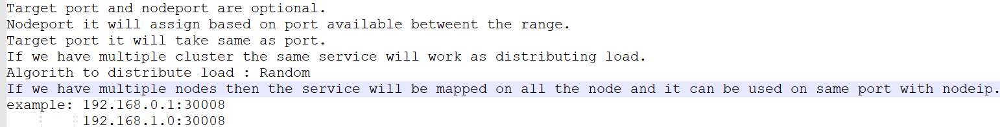 Target port and nodeport are optional.
Nodeport it will assign based on port available betweent the range.
Target port it will take same as port.
If we have multiple cluster the same service will work as distributing load.
Algorith to distribute load : Random
If we have multiple nodes then the service will be mapped on all the node and it can be used on same port with nodeip.
example: 192.168.0.1:30008
192.168.1.0:30008